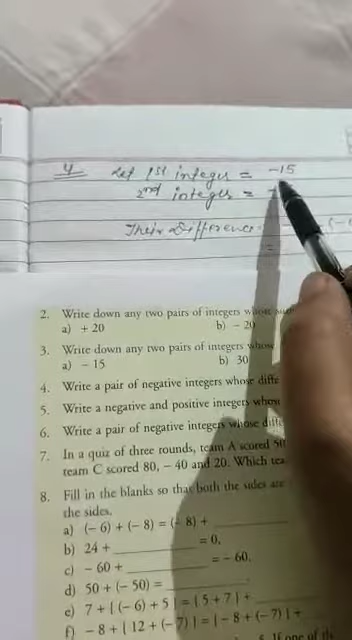 4 Let 1st integer = -15
2nd integer =
Their Difference
2. Write down any two pairs of integers whose
a) + 20 b) - 20
3. Write down any two pairs of integers whose
a) - 15 b) 30
4. Write a pair of negative integers whose diffe
5. Write a negative and positive integers whose
6. Write a pair of negative integers whose diffe
7. In a quiz of three rounds, team A scored 50
team C scored 80, - 40 and 20. Which tea
8. Fill in the blanks so that both the sides are
the sides.
a) (- 6) + (- 8) = (- 8) + ________
b) 24 + ________ = 0.
c) - 60 + ________ = - 60.
d) 50 + (- 50) = ________.
e) 7 + [(- 6) + 5] = [5 + 7] + ________
f) - 8 + [12 + (- 7)] = [- 8 + (- 7)] + ________
If one of the